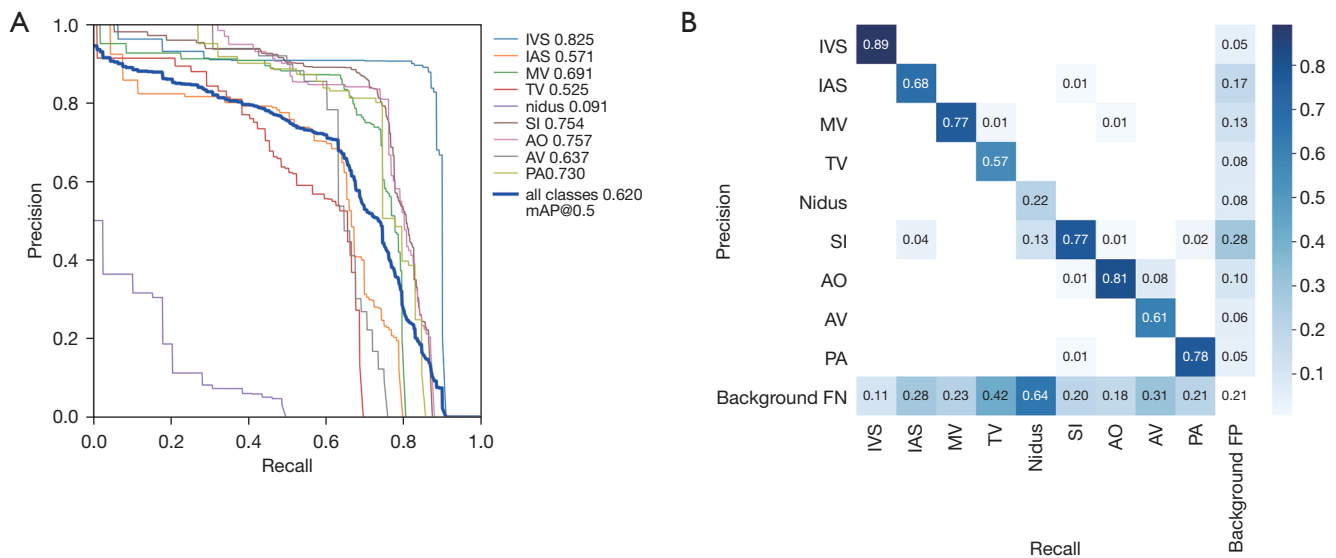 A
1.0
0.8
0.6
0.4
0.2
0.0
Precision
0.0 0.2 0.4 0.6 0.8 1.0
Recall
IVS 0.825
IAS 0.571
MV 0.691
TV 0.525
nidus 0.091
SI 0.754
AO 0.757
AV 0.637
PA0.730
all classes 0.620
mAP@0.5
B
Precision
IVS 0.89 0.05
IAS 0.68 0.01 0.17
MV 0.77 0.01 0.01 0.13
TV 0.57 0.08
Nidus 0.22 0.08
SI 0.04 0.13 0.77 0.01 0.02 0.28
AO 0.01 0.81 0.08 0.10
AV 0.61 0.06
PA 0.01 0.78 0.05
Background FN 0.11 0.28 0.23 0.42 0.64 0.20 0.18 0.31 0.21 0.21
IVS IAS MV TV Nidus SI AO AV PA Background FP
Recall
0.8
0.7
0.6
0.5
0.4
0.3
0.2
0.1